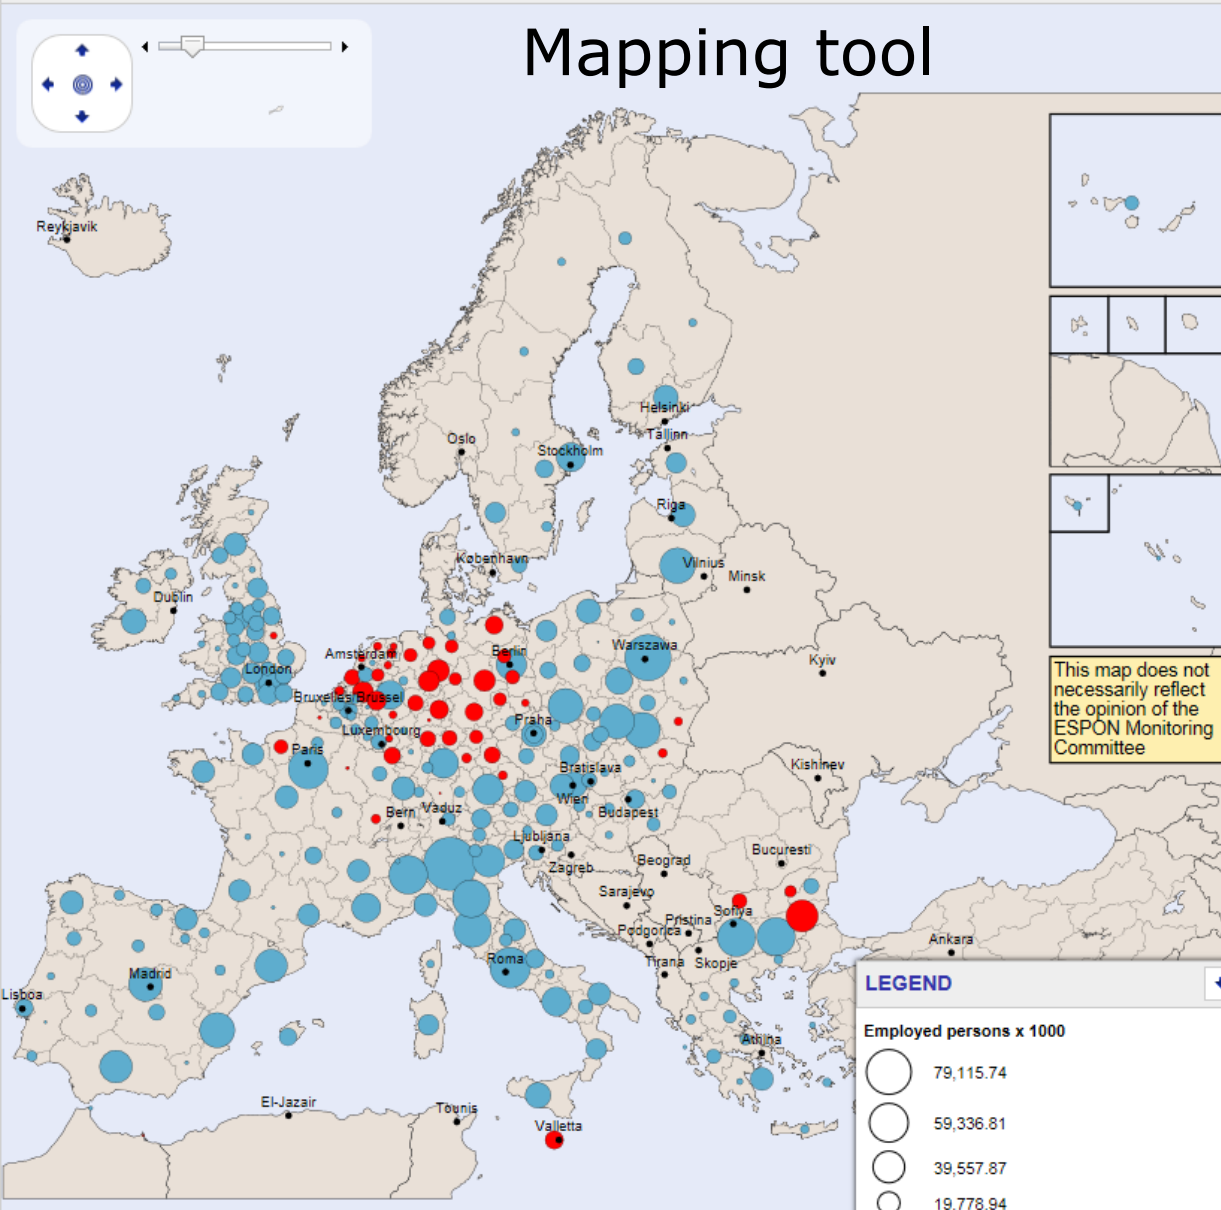 Mapping tool
Reykjavik
Helsinki
Tallinn
Oslo
Stockholm
Riga
København
Vilnius
Minsk
Dublin
Amsterdam
Berlin
Warszawa
Kyiv
London
Bruxelles/Brussel
This map does not
necessarily reflect
the opinion of the
ESPON Monitoring
Committee
Praha
Luxembourg
Paris
Bratislava
Kishinev
Wien
Bern
Vaduz
Budapest
Ljubljana
Zagreb
Beograd
Bucuresti
Sarajevo
Pristina
Sofiya
Podgorica
Ankara
Roma
Tirana
Skopje
Madrid
Lisboa
LEGEND
Employed persons x 1000
Athina
79,115.74
El-Jazair
Tounis
59,336.81
Valletta
39,557.87
19,778.94